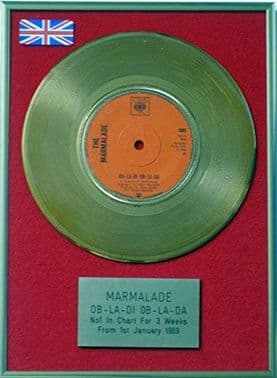 CBS
THE
MARMALADE
OB-LA-DI OB-LA-DA
MARMALADE
OB-LA-DI OB-LA-DA
No1 In Chart For 3 Weeks
From 1st January 1969